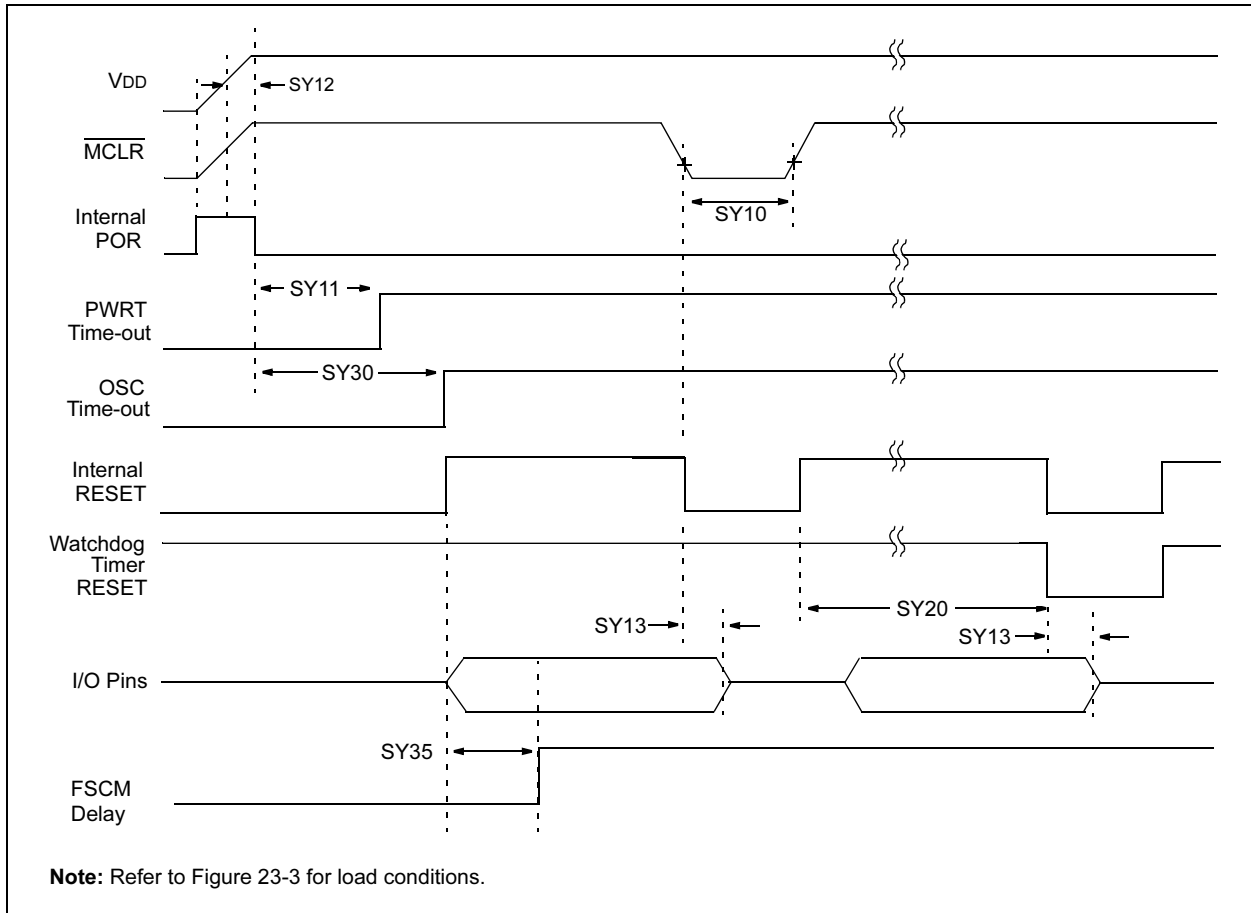 VDD
SY12
MCLR
SY10
Internal
POR
SY11
PWRT
Time-out
SY30
OSC
Time-out
Internal
RESET
Watchdog
Timer
RESET
SY20
SY13
SY13
I/O Pins
SY35
FSCM
Delay
Note: Refer to Figure 23-3 for load conditions.